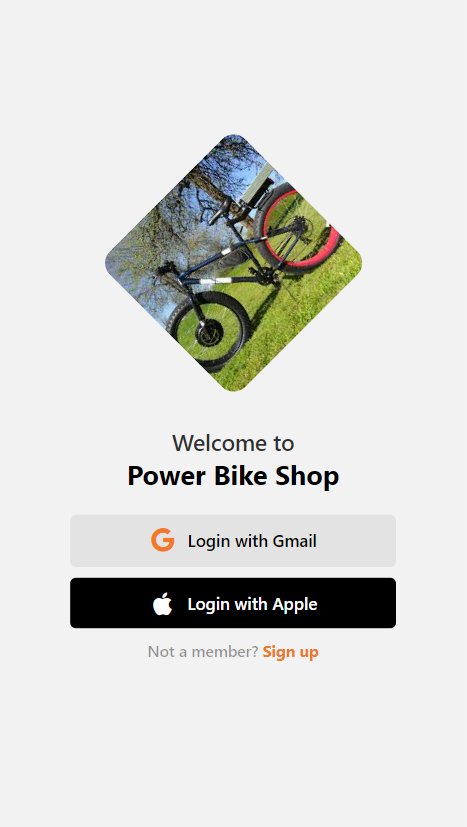 Welcome to
Power Bike Shop
Login with Gmail
Login with Apple
Not a member? Sign up